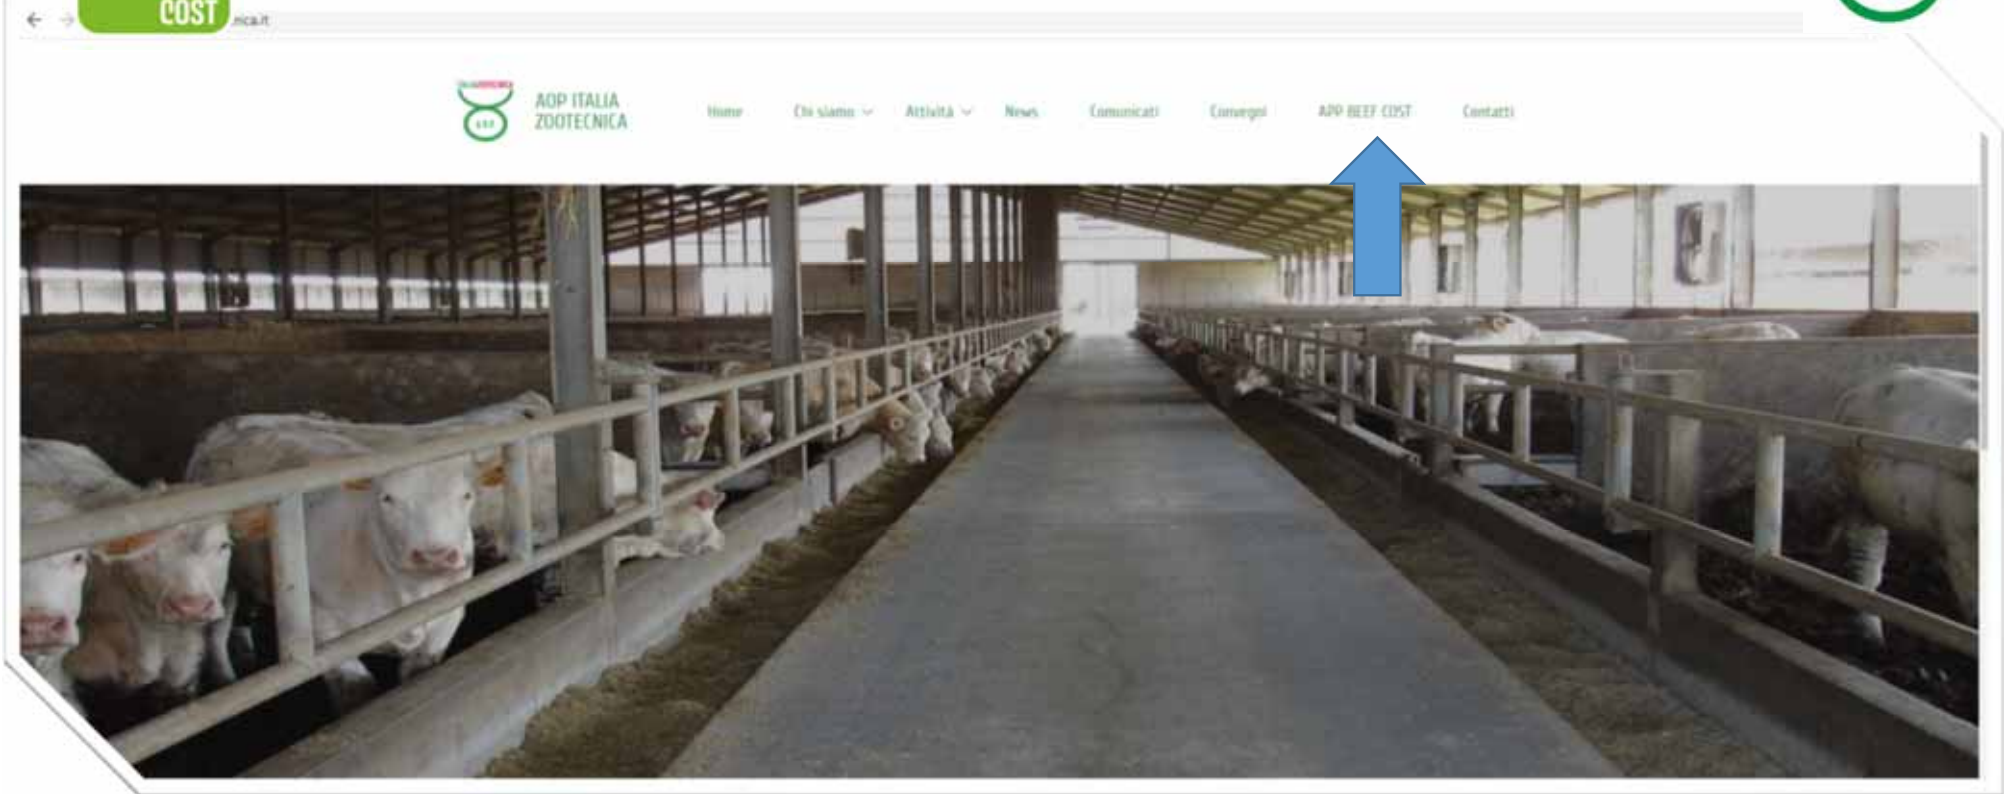 COST
AOP ITALIA
ZOOTECNICA
Home
Chi siamo
Attività
News
Comunicati
Convegni
APP BEEF COST
Contatti